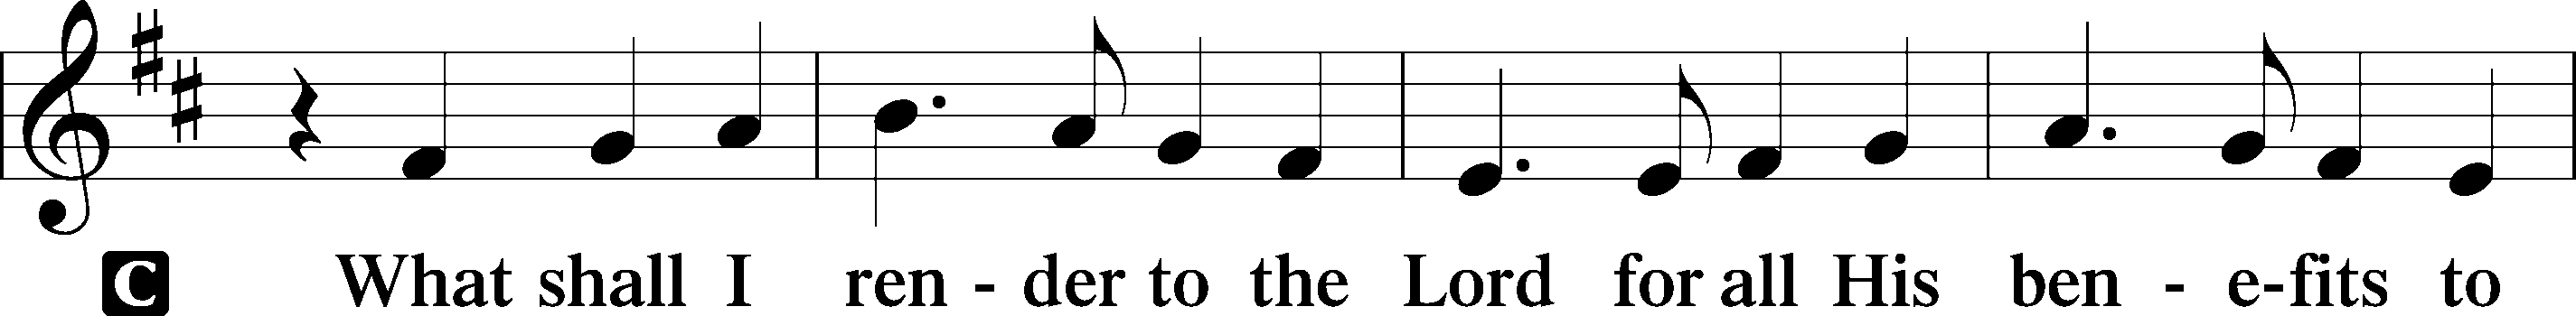 C What shall I ren - der to the Lord for all His ben - e-fits to